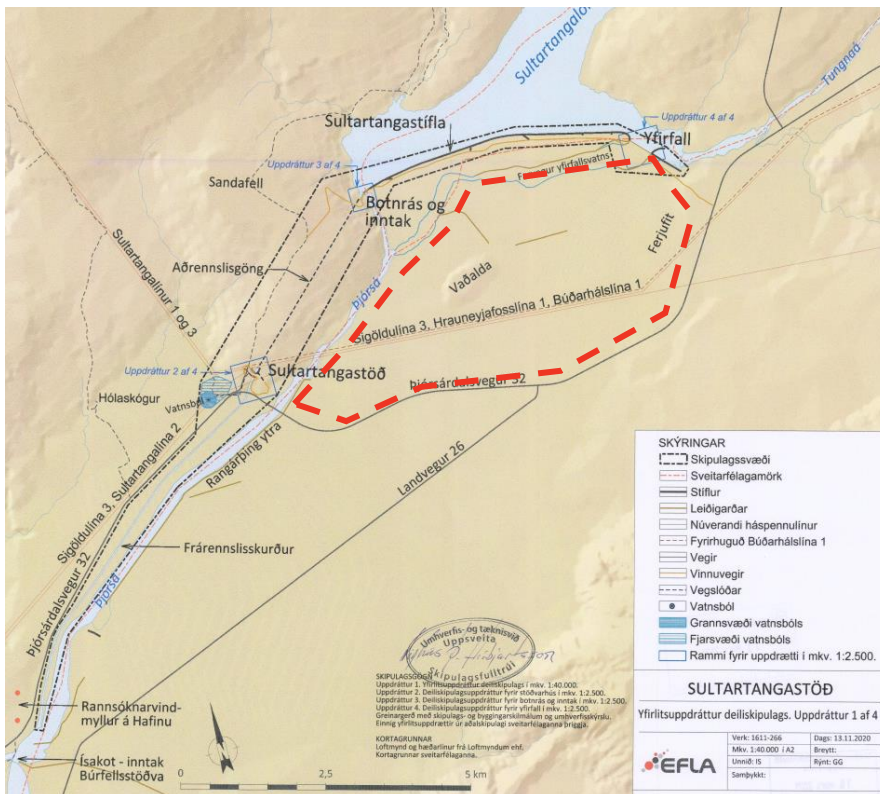 Sultartangalón
Tungnaá
Uppdráttur 4 af 4
Sultartangastífla
Yfirfall
Uppdráttur 3 af 4
Farvegur yfirfallsvatns
Sandafell
Botnrás og
inntak
Ferjufit
Sultartangalínur 1 og 3
Aðrennslisgöng
Þjórsá
Vaðalda
Sigöldulína 3, Hrauneyjafosslína 1, Búðarhálslína 1
Uppdráttur 2 af 4
Sultartangastöð
Þjórsárdalsvegur 32
Hólaskógur
Vatnsból
Rangárþing ytra
Landvegur 26
Sigöldulína 3, Sultartangalína 2
Frárennslisskurður
Þjórsárdalsvegur 32
Þjórsá
Rannsóknarvind-
myllur á Hafinu
Ísakot - inntak
Búrfellsstöðva
SKÝRINGAR
Skipulagssvæði
Sveitarfélagamörk
Stíflur
Leiðigarðar
Núverandi háspennulínur
Fyrirhuguð Búðarhálslína 1
Vegir
Vinnuvegir
Vegslóðar
Vatnsból
Grannsvæði vatnsbóls
Fjarsvæði vatnsbóls
Rammi fyrir uppdrætti í mkv. 1:2.500.
Umhverfis- og tæknisvið
Uppsveita
Skipulagsfulltrúi
SKIPULAGSGÖGN
Uppdráttur 1. Yfirlitsuppdráttur deiliskipulags í mkv. 1:40.000.
Uppdráttur 2. Deiliskipulagsuppdráttur fyrir stöðvarhús í mkv. 1:2.500.
Uppdráttur 3. Deiliskipulagsuppdráttur fyrir botnrás og inntak í mkv. 1:2.500.
Uppdráttur 4. Deiliskipulagsuppdráttur fyrir yfirfall í mkv. 1:2.500.
Greinargerð með skipulags- og byggingarskilmálum og umhverfisskýrslu.
Einnig yfirlitsuppdráttur úr aðalskipulagi sveitarfélaganna þriggja.
KORTAGRUNNAR
Loftmynd og hæðarlínur frá Loftmyndum ehf.
Kortagrunnar sveitarfélaganna.
0 2,5 5 km
SULTARTANGASTÖÐ
Yfirlitsuppdráttur deiliskipulags. Uppdráttur 1 af 4
EFLA
Verk: 1611-266 Dags: 13.11.2020
Mkv. 1:40.000 í A2 Breytt:
Unnið: IS Rýnt: GG
Samþykkt: